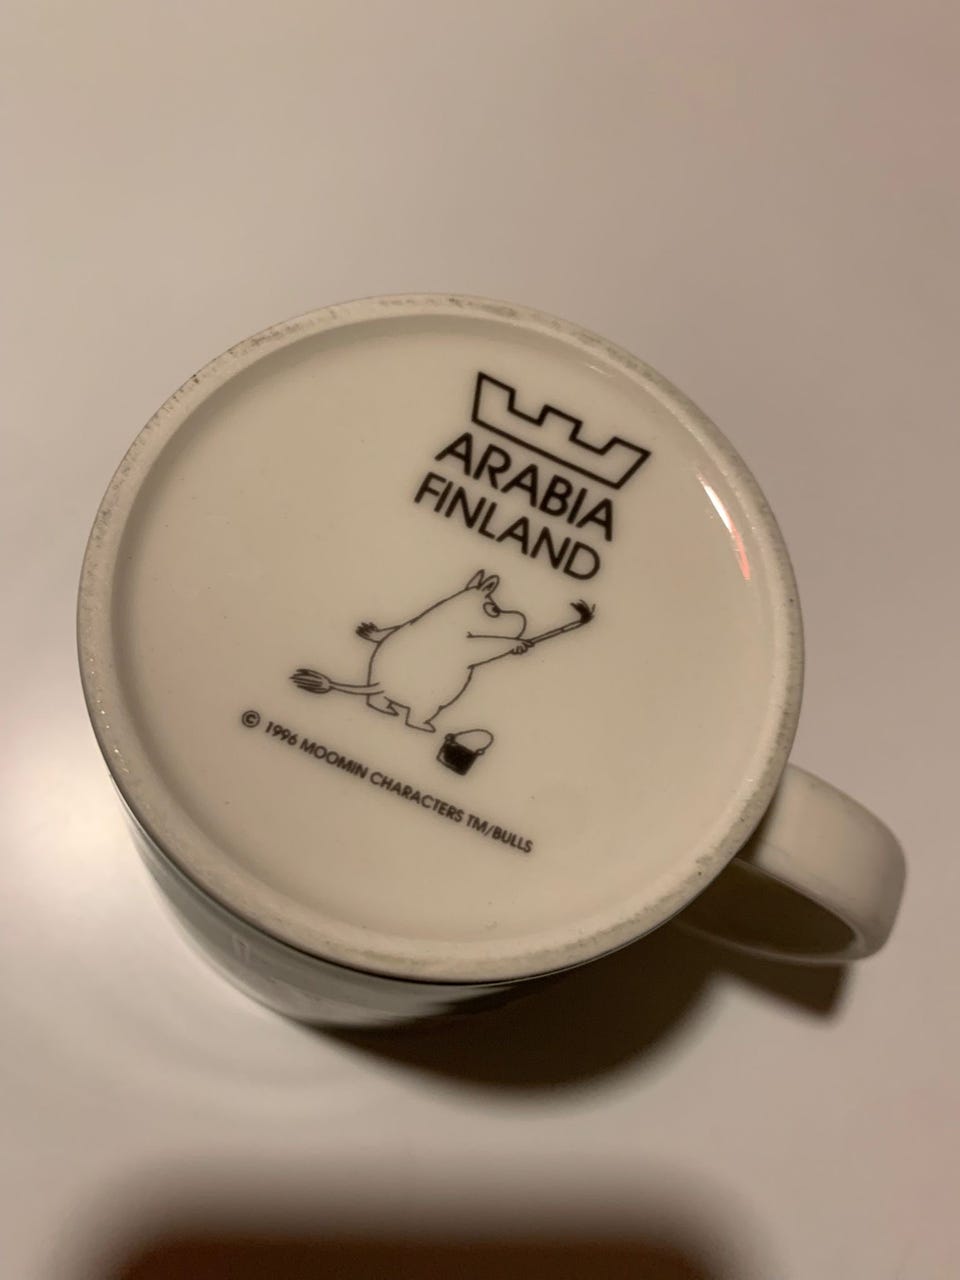 ARABIA
FINLAND
© 1996 MOOMIN CHARACTERS TM/BULLS